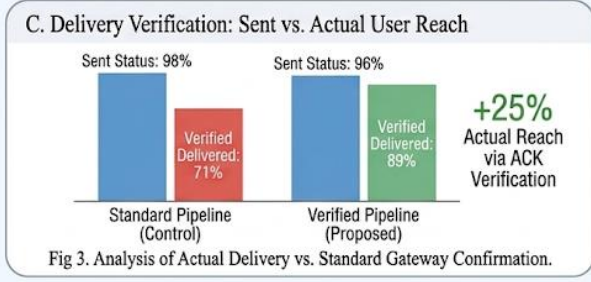 C. Delivery Verification: Sent vs. Actual User Reach
Sent Status: 98%
Verified
Delivered:
71%
Standard Pipeline
(Control)
Sent Status: 96%
Verified
Delivered:
89%
Verified Pipeline
(Proposed)
+25%
Actual Reach
via ACK
Verification
Fig 3. Analysis of Actual Delivery vs. Standard Gateway Confirmation.